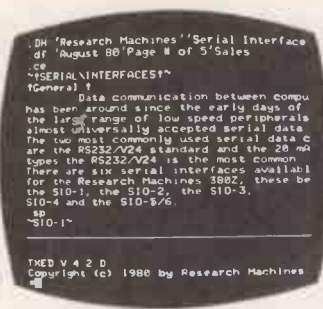 .DH 'Research Machines''Serial Interface
.df 'August 80'Page # of 5'Sales
.ce
~↑SERIAL\INTERFACES↑~
↑General ↑
Data communication between compu
has been around since the early days of
the large range of low speed peripherals
almost universally accepted serial data
The two most commonly used serial data c
are the RS232/V24 standard and the 20 mA
types the RS232/V24 is the most common
There are six serial interfaces availabl
for the Research Machines 380Z, these be
the SIO-1, the SIO-2, the SIO-3,
SIO-4 and the SIO-5/6.
sp
~SIO-1~
TXED V 4 2 D
Copyright (c) 1980 by Research Machines